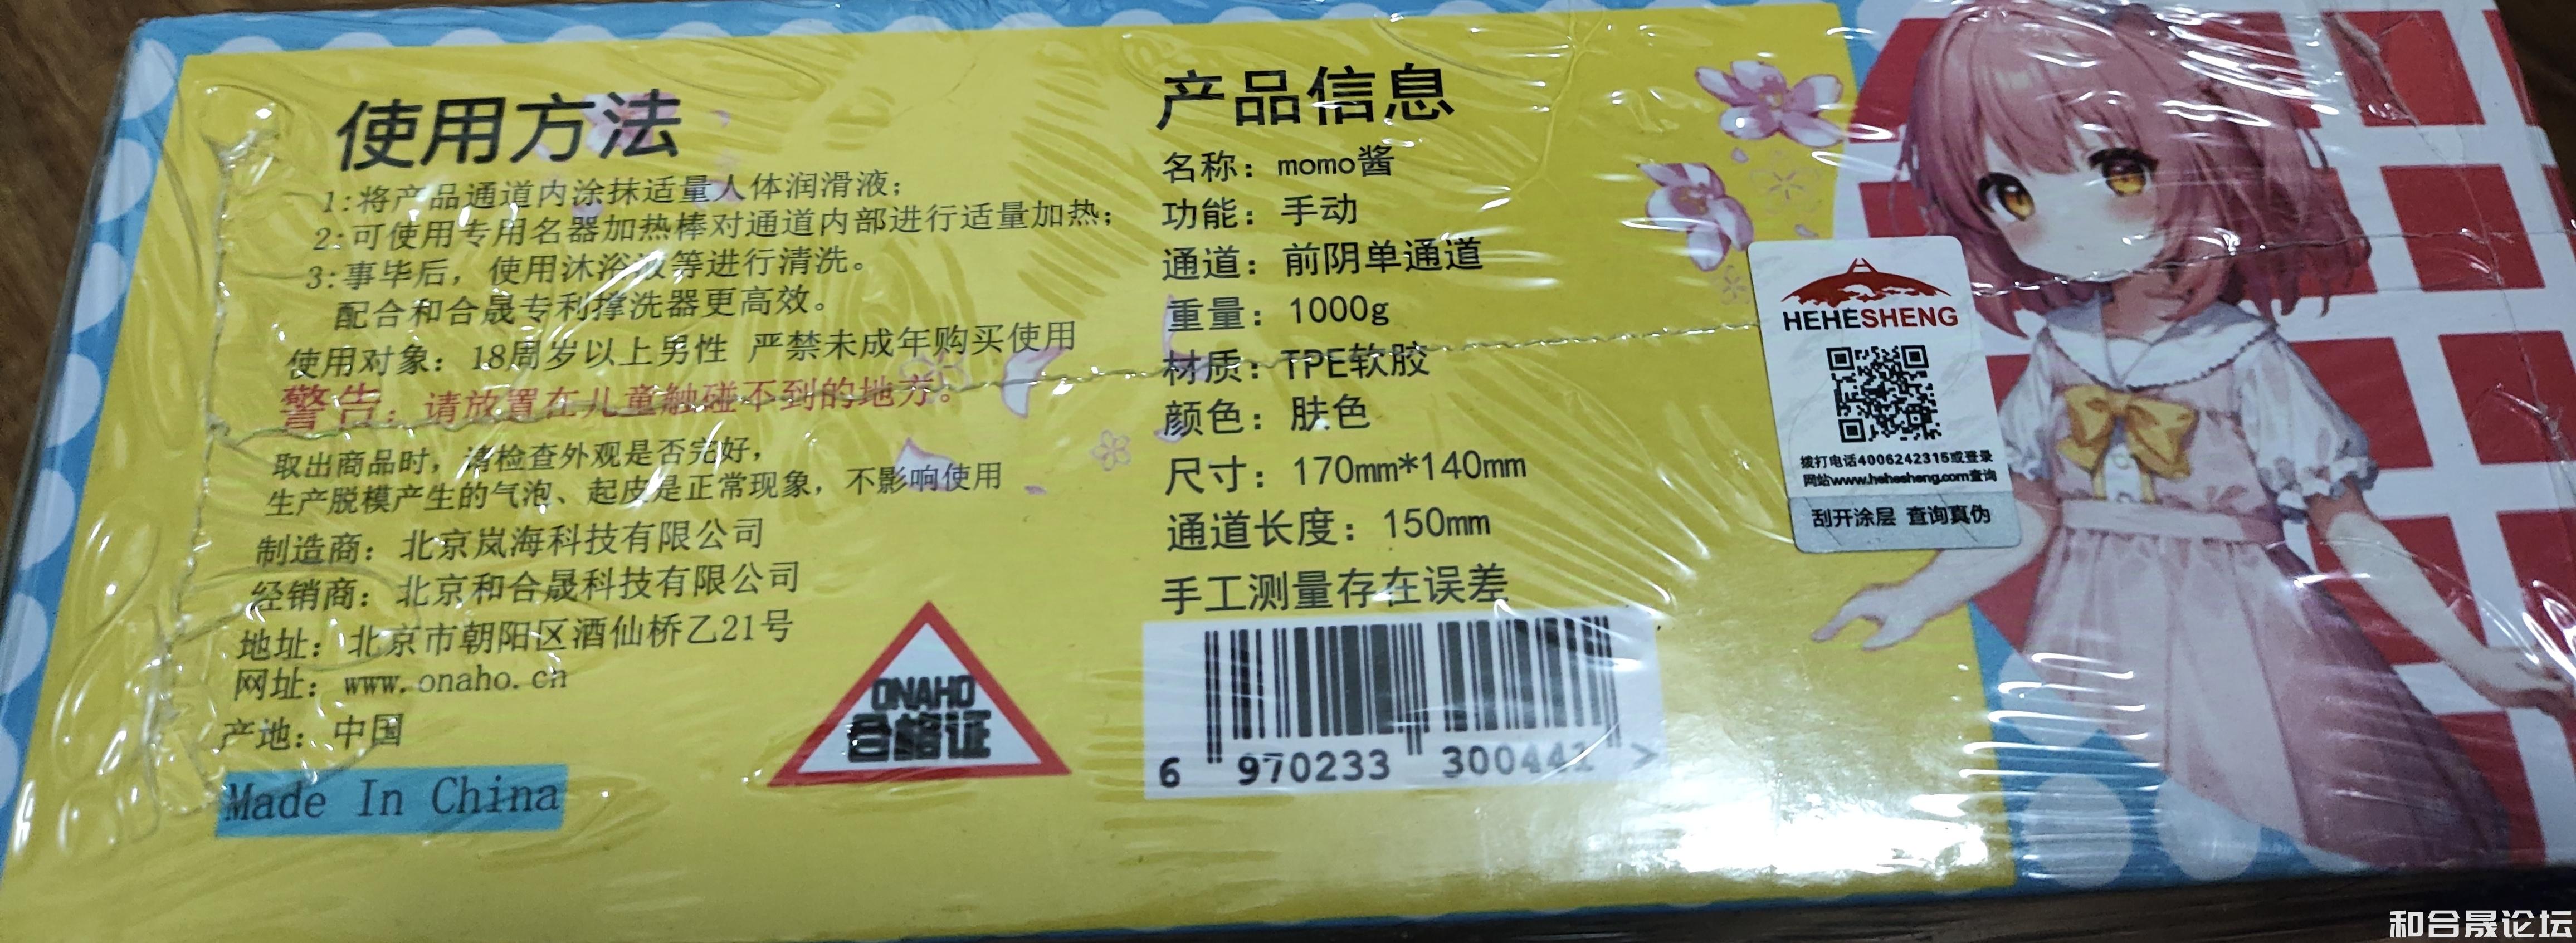 使用方法
1:将产品通道内涂抹适量人体润滑液；
2:可使用专用名器加热棒对通道内部进行适量加热；
3:事毕后，使用沐浴液等进行清洗。
配合和合晟专利撑洗器更高效。
使用对象：18周岁以上男性 严禁未成年购买使用
警告：请放置在儿童触碰不到的地方。
取出商品时，请检查外观是否完好，
生产脱模产生的气泡、起皮是正常现象，不影响使用
制造商：北京岚海科技有限公司
经销商：北京和合晟科技有限公司
地址：北京市朝阳区酒仙桥乙21号
网址：www.onaho.cn
产地：中国
Made In China
ONAHO
合格证
产品信息
名称：momo酱
功能：手动
通道：前阴单通道
重量：1000g
材质：TPE软胶
颜色：肤色
尺寸：170mm*140mm
通道长度：150mm
手工测量存在误差
6 970233 300441 >
HEHESHENG
拨打电话4006242315或登录
网站www.hehesheng.com查询
刮开涂层 查询真伪
和合晟论坛